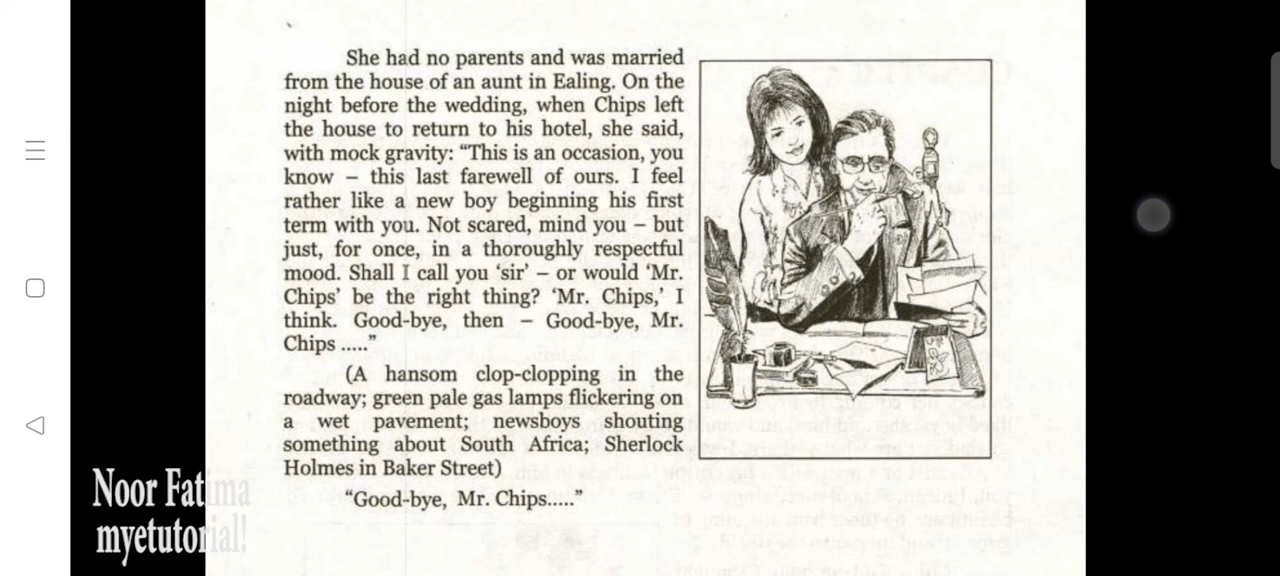 She had no parents and was married
from the house of an aunt in Ealing. On the
night before the wedding, when Chips left
the house to return to his hotel, she said,
with mock gravity: “This is an occasion, you
know – this last farewell of ours. I feel
rather like a new boy beginning his first
term with you. Not scared, mind you – but
just, for once, in a thoroughly respectful
mood. Shall I call you ‘sir’ – or would ‘Mr.
Chips’ be the right thing? ‘Mr. Chips,’ I
think. Good-bye, then – Good-bye, Mr.
Chips .....”
(A hansom clop-clopping in the
roadway; green pale gas lamps flickering on
a wet pavement; newsboys shouting
something about South Africa; Sherlock
Holmes in Baker Street)
“Good-bye, Mr. Chips.....”
Noor Fatima
myetutorial!